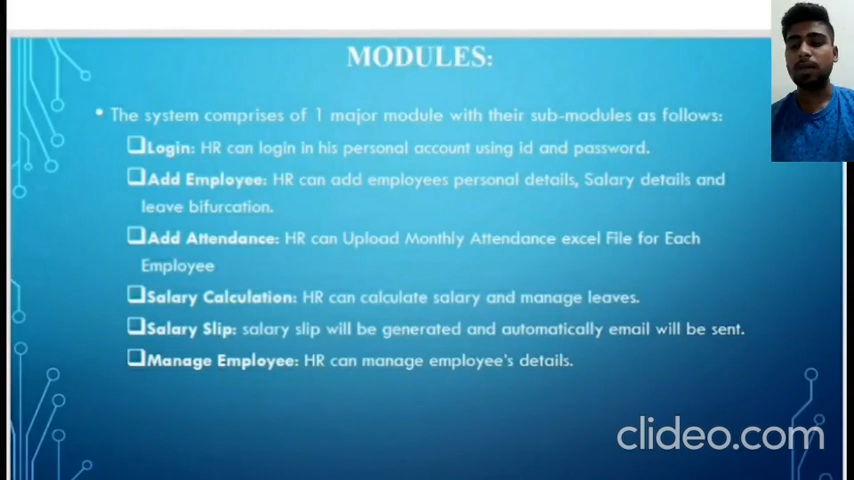 MODULES:
• The system comprises of 1 major module with their sub-modules as follows:
❑Login: HR can login in his personal account using id and password.
❑Add Employee: HR can add employees personal details, Salary details and
leave bifurcation.
❑Add Attendance: HR can Upload Monthly Attendance excel File for Each
Employee
❑Salary Calculation: HR can calculate salary and manage leaves.
❑Salary Slip: salary slip will be generated and automatically email will be sent.
❑Manage Employee: HR can manage employee's details.
clideo.com